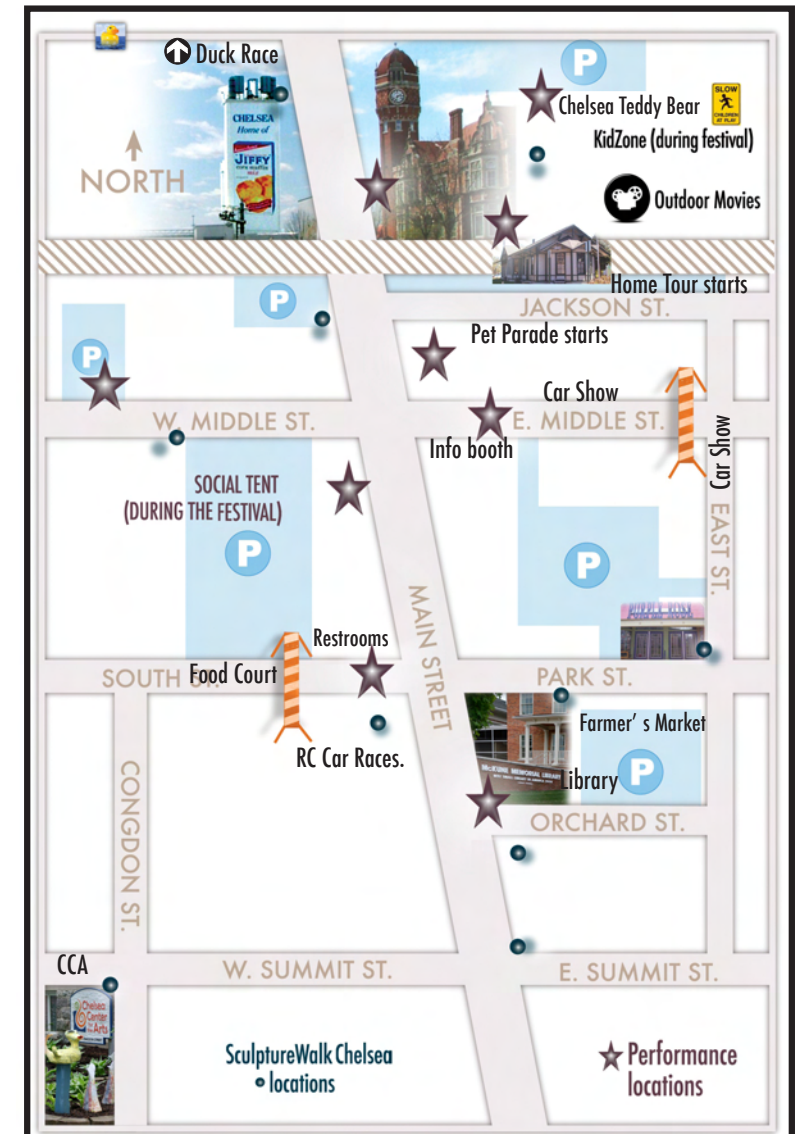 Duck Race
P
Chelsea Teddy Bear
SLOW
CHILDREN
AT PLAY
KidZone (during festival)
CHELSEA
Home of
JIFFY
NORTH
Outdoor Movies
Home Tour starts
JACKSON ST.
P
Pet Parade starts
P
Car Show
W. MIDDLE ST.
E. MIDDLE ST.
Info booth
Car Show
SOCIAL TENT
(DURING THE FESTIVAL)
P
P
EAST ST.
MAIN STREET
Restrooms
SOUTH ST.
Food Court
PARK ST.
Farmer' s Market
RC Car Races.
McKUNE MEMORIAL LIBRARY
Library
P
ORCHARD ST.
CONGDON ST.
CCA
W. SUMMIT ST.
E. SUMMIT ST.
Chelsea
Center
for the
Arts
SculptureWalk Chelsea
locations
Performance
locations